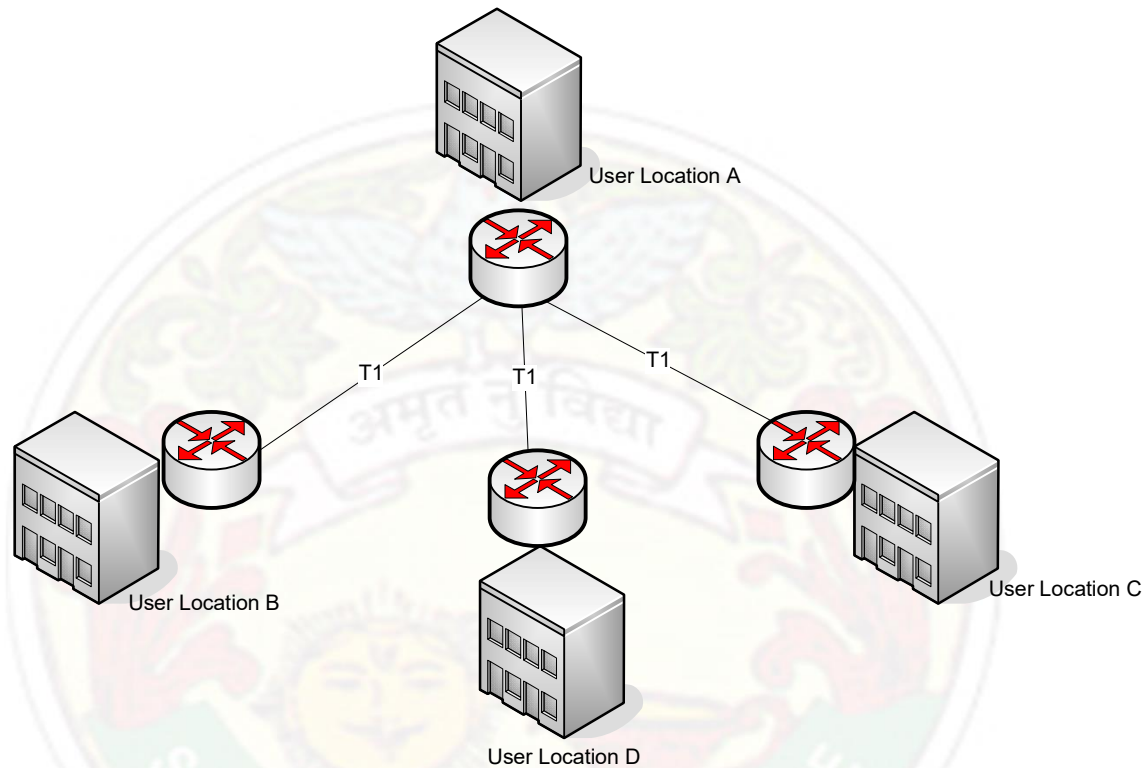 User Location A
T1
T1
T1
अमृतं तु विद्या
User Location B
User Location C
User Location D